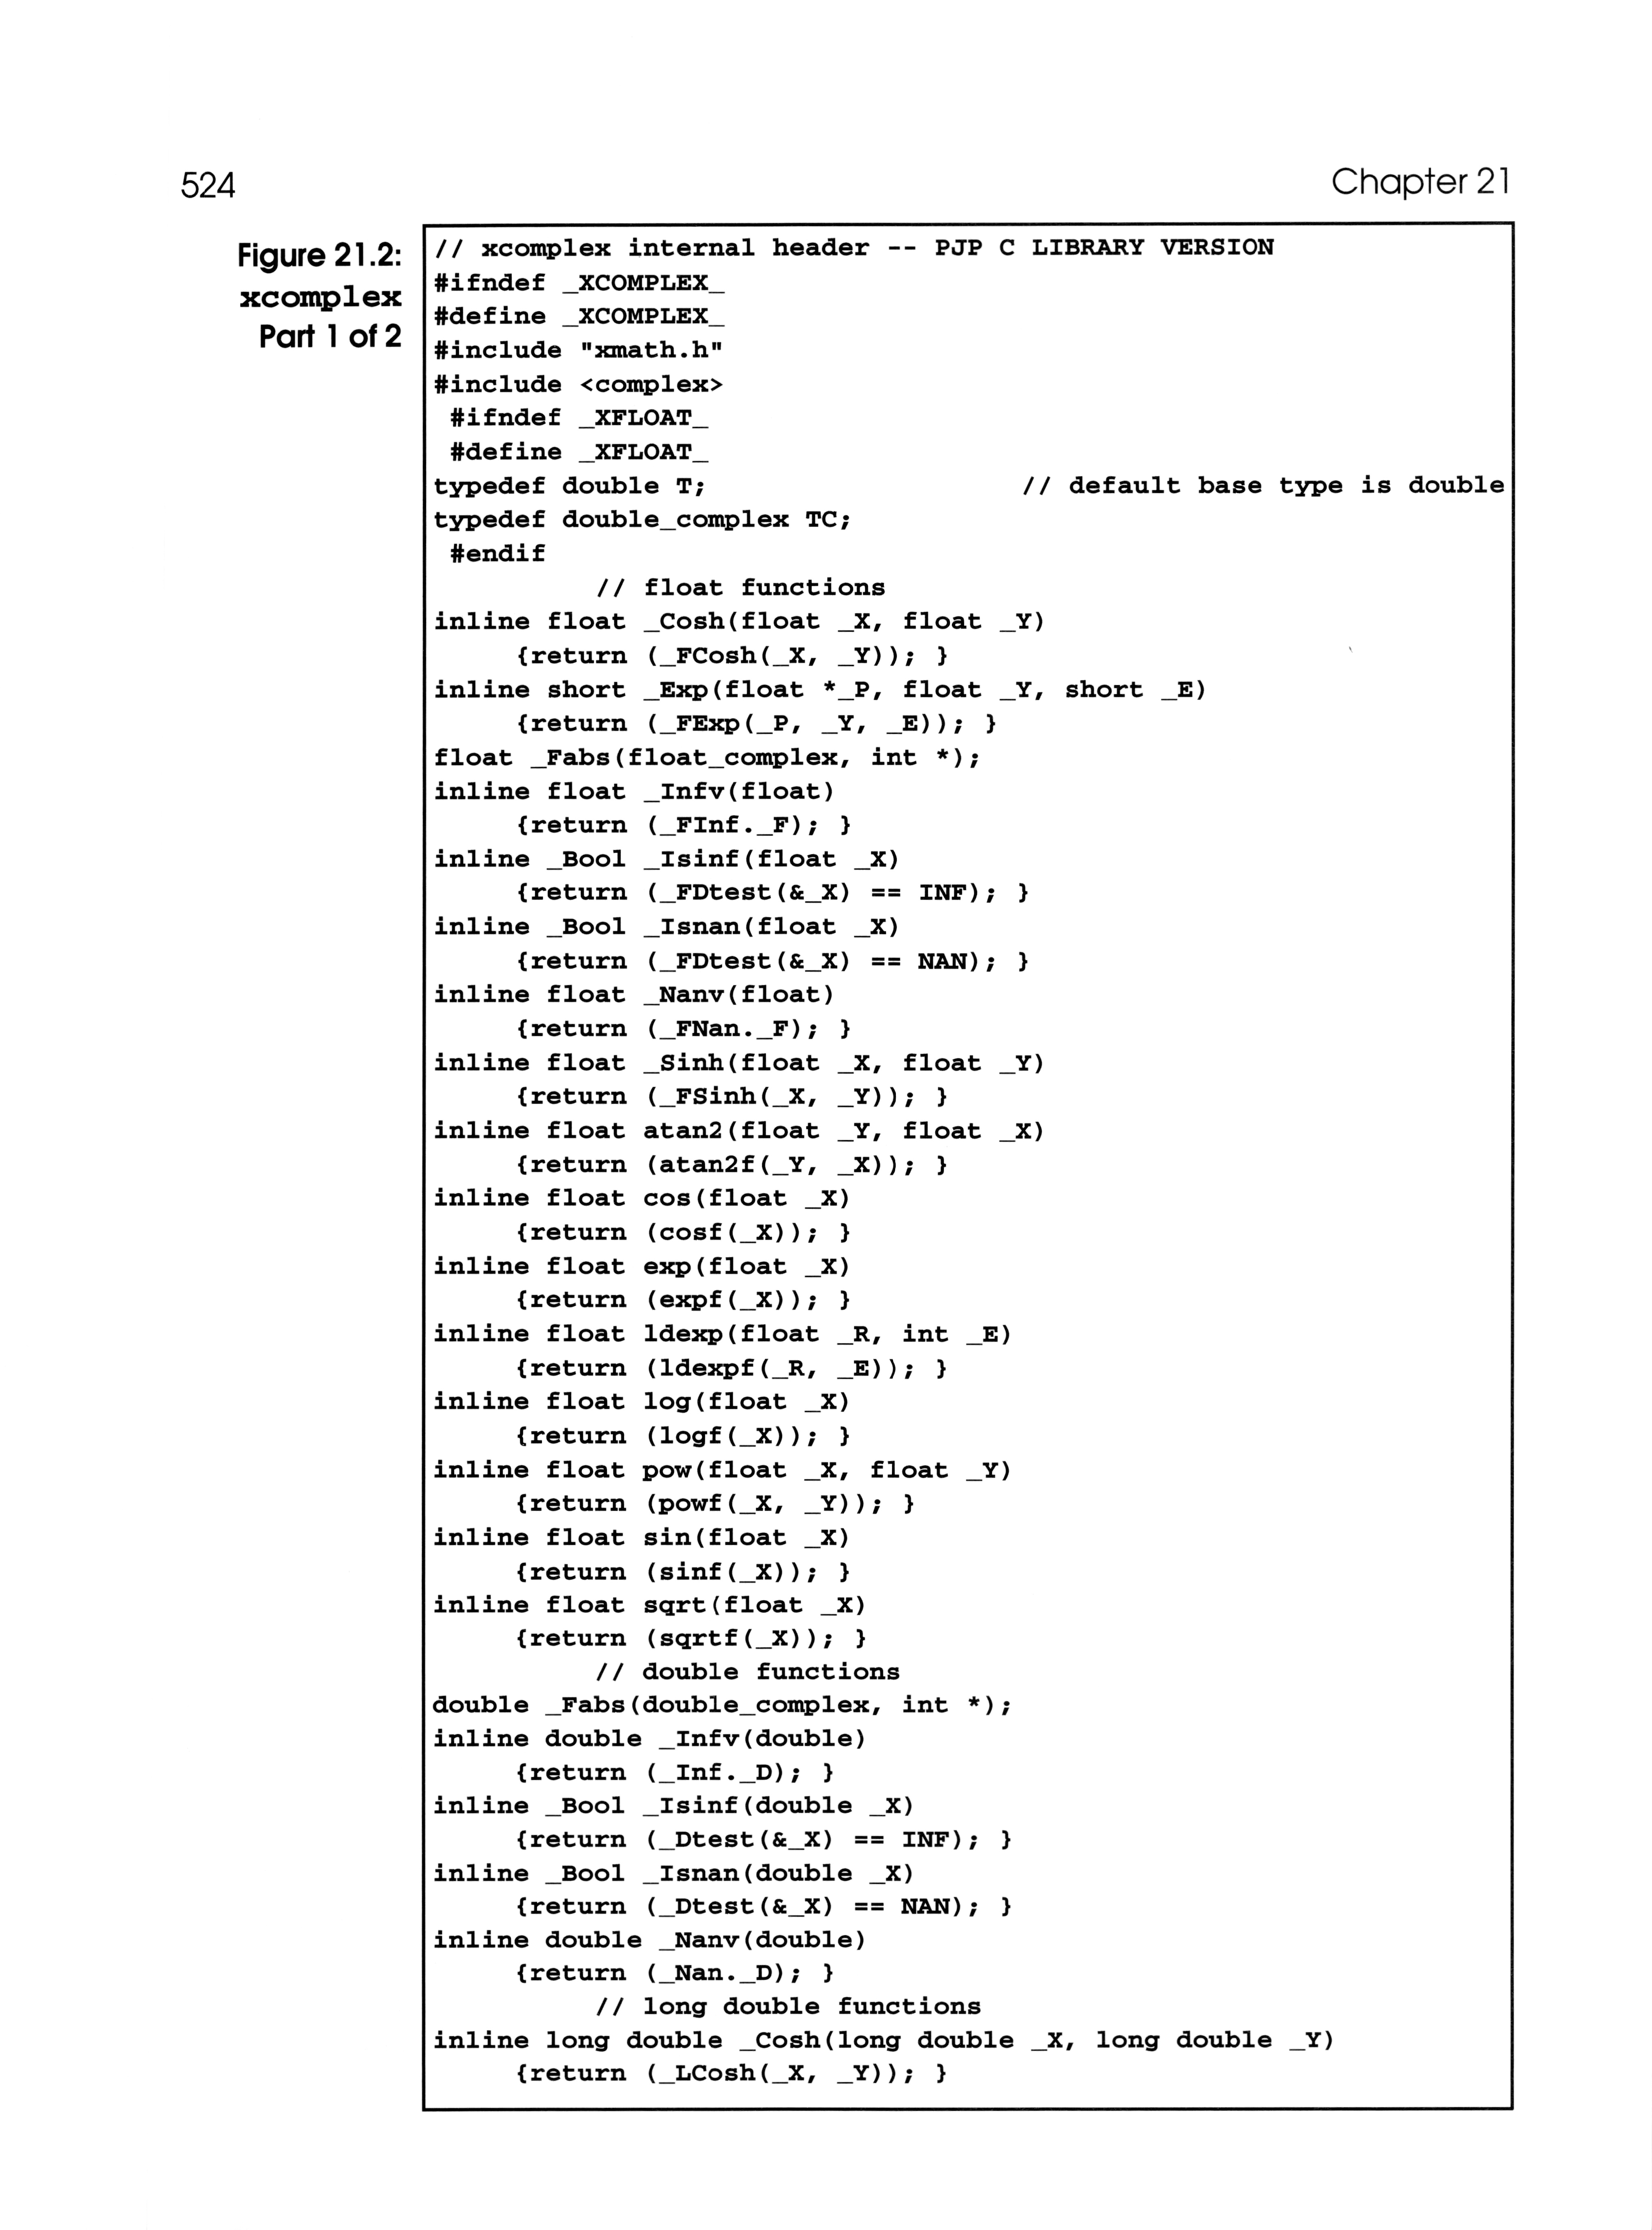 524
Chapter 21
Figure 21.2:
xcomplex
Part 1 of 2
// xcomplex internal header -- PJP C LIBRARY VERSION
#ifndef _XCOMPLEX_
#define _XCOMPLEX_
#include "xmath.h"
#include <complex>
 #ifndef _XFLOAT_
 #define _XFLOAT_
typedef double T;                    // default base type is double
typedef double_complex TC;
 #endif
          // float functions
inline float _Cosh(float _X, float _Y)
     {return (_FCosh(_X, _Y)); }
inline short _Exp(float *_P, float _Y, short _E)
     {return (_FExp(_P, _Y, _E)); }
float _Fabs(float_complex, int *);
inline float _Infv(float)
     {return (_FInf._F); }
inline _Bool _Isinf(float _X)
     {return (_FDtest(&_X) == INF); }
inline _Bool _Isnan(float _X)
     {return (_FDtest(&_X) == NAN); }
inline float _Nanv(float)
     {return (_FNan._F); }
inline float _Sinh(float _X, float _Y)
     {return (_FSinh(_X, _Y)); }
inline float atan2(float _Y, float _X)
     {return (atan2f(_Y, _X)); }
inline float cos(float _X)
     {return (cosf(_X)); }
inline float exp(float _X)
     {return (expf(_X)); }
inline float ldexp(float _R, int _E)
     {return (ldexpf(_R, _E)); }
inline float log(float _X)
     {return (logf(_X)); }
inline float pow(float _X, float _Y)
     {return (powf(_X, _Y)); }
inline float sin(float _X)
     {return (sinf(_X)); }
inline float sqrt(float _X)
     {return (sqrtf(_X)); }
          // double functions
double _Fabs(double_complex, int *);
inline double _Infv(double)
     {return (_Inf._D); }
inline _Bool _Isinf(double _X)
     {return (_Dtest(&_X) == INF); }
inline _Bool _Isnan(double _X)
     {return (_Dtest(&_X) == NAN); }
inline double _Nanv(double)
     {return (_Nan._D); }
          // long double functions
inline long double _Cosh(long double _X, long double _Y)
     {return (_LCosh(_X, _Y)); }